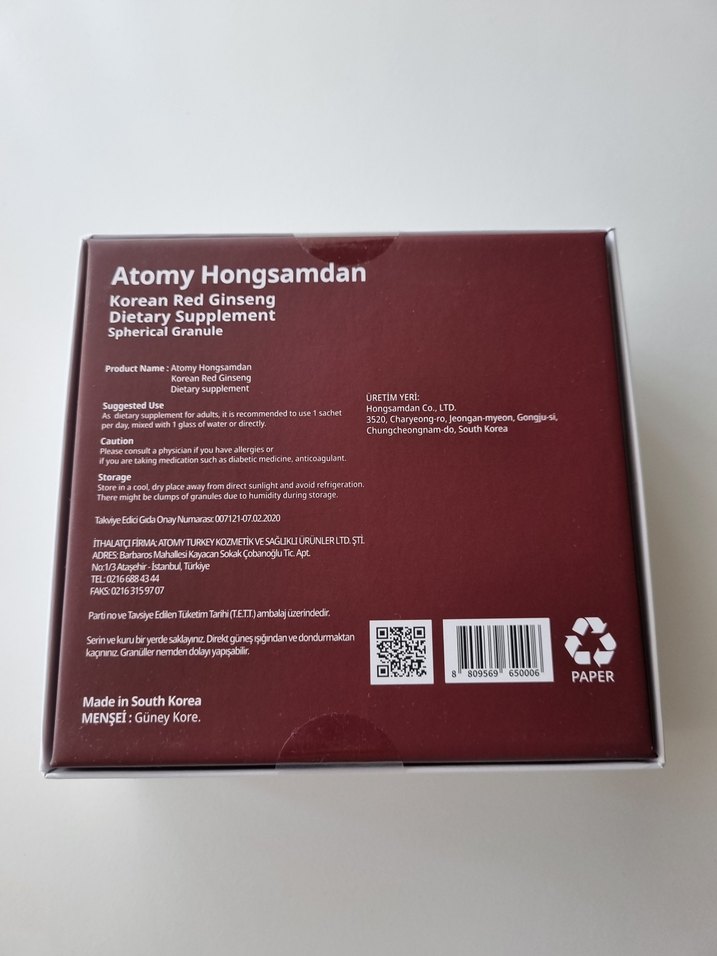 Atomy Hongsamdan
Korean Red Ginseng
Dietary Supplement
Spherical Granule
Product Name : Atomy Hongsamdan
Korean Red Ginseng
Dietary supplement
Suggested Use
As dietary supplement for adults, it is recommended to use 1 sachet
per day, mixed with 1 glass of water or directly.
Caution
Please consult a physician if you have allergies or
if you are taking medication such as diabetic medicine, anticoagulant.
Storage
Store in a cool, dry place away from direct sunlight and avoid refrigeration.
There might be clumps of granules due to humidity during storage.
Takviye Edici Gıda Onay Numarası: 007121-07.02.2020
İTHALATÇI FİRMA: ATOMY TURKEY KOZMETİK VE SAĞLIKLI ÜRÜNLER LTD. ŞTİ.
ADRES: Barbaros Mahallesi Kayacan Sokak Çobanoğlu Tic. Apt.
No:1/3 Ataşehir - İstanbul, Türkiye
TEL: 0216 688 43 44
FAKS: 0216 315 97 07
Parti no ve Tavsiye Edilen Tüketim Tarihi (T.E.T.T.) ambalaj üzerindedir.
Serin ve kuru bir yerde saklayınız. Direkt güneş ışığından ve dondurmaktan
kaçınınız. Granüller nemden dolayı yapışabilir.
Made in South Korea
MENŞEİ : Güney Kore.
ÜRETİM YERİ:
Hongsamdan Co., LTD.
3520, Charyeong-ro, Jeongan-myeon, Gongju-si,
Chungcheongnam-do, South Korea
8 809569 650006
PAPER